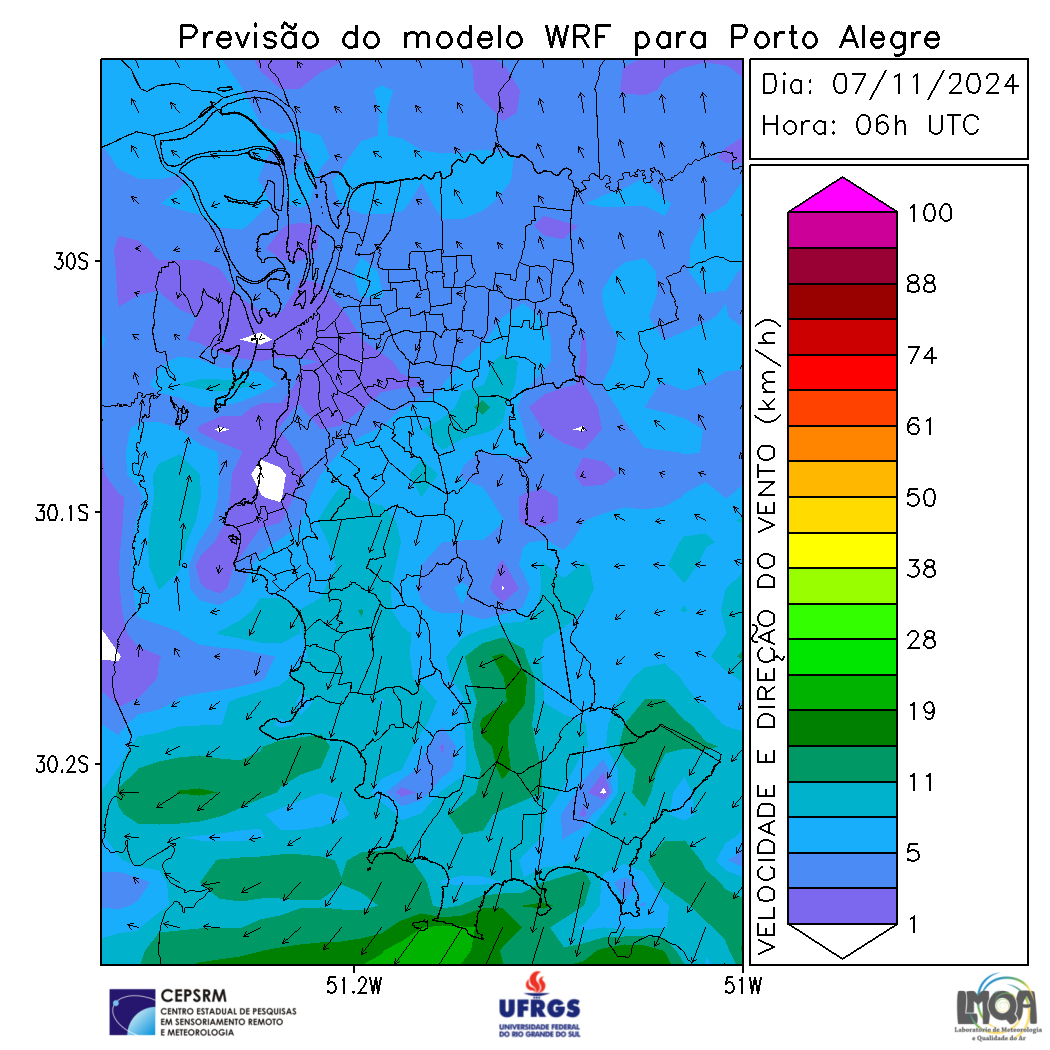 Previsão do modelo WRF para Porto Alegre
Dia: 07/11/2024
Hora: 06h UTC
30S
30.1S
30.2S
51.2W
51W
VELOCIDADE E DIREÇÃO DO VENTO (km/h)
100
88
74
61
50
38
28
19
11
5
1
CEPSRM
CENTRO ESTADUAL DE PESQUISAS
EM SENSORIAMENTO REMOTO
E METEOROLOGIA
UFRGS
UNIVERSIDADE FEDERAL
DO RIO GRANDE DO SUL
LMQA
Laboratório de Meteorologia
e Qualidade do Ar